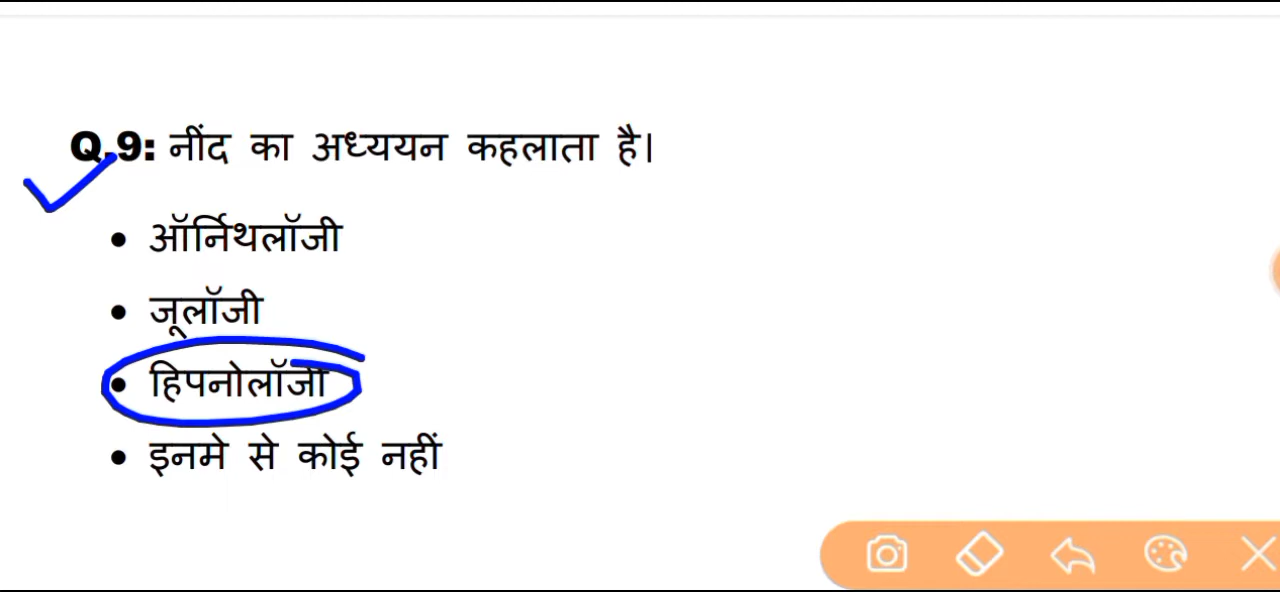 Q.9: नींद का अध्ययन कहलाता है।
• ऑर्निथलॉजी
• जूलॉजी
• हिपनोलॉजी
• इनमे से कोई नहीं